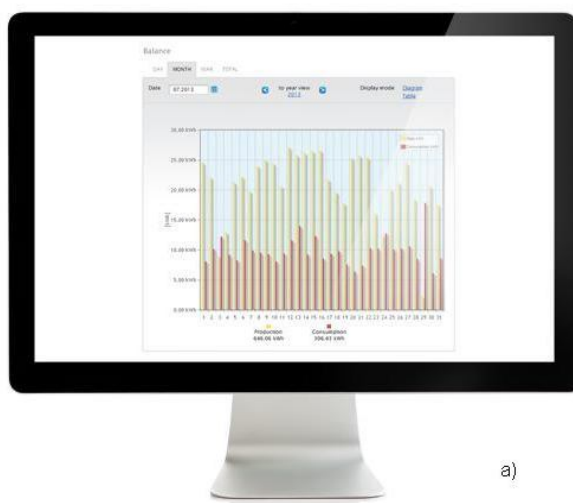 Balance
DAY MONTH YEAR TOTAL
Date 07.2013 to year view Display mode Diagram
2013 Table
30.00 kWh
25.00 kWh
20.00 kWh
[kWh]
15.00 kWh
10.00 kWh
5.00 kWh
0.00 kWh
1 2 3 4 5 6 7 8 9 10 11 12 13 14 15 16 17 18 19 20 21 22 23 24 25 26 27 28 29 30 31
Production Consumption
a)